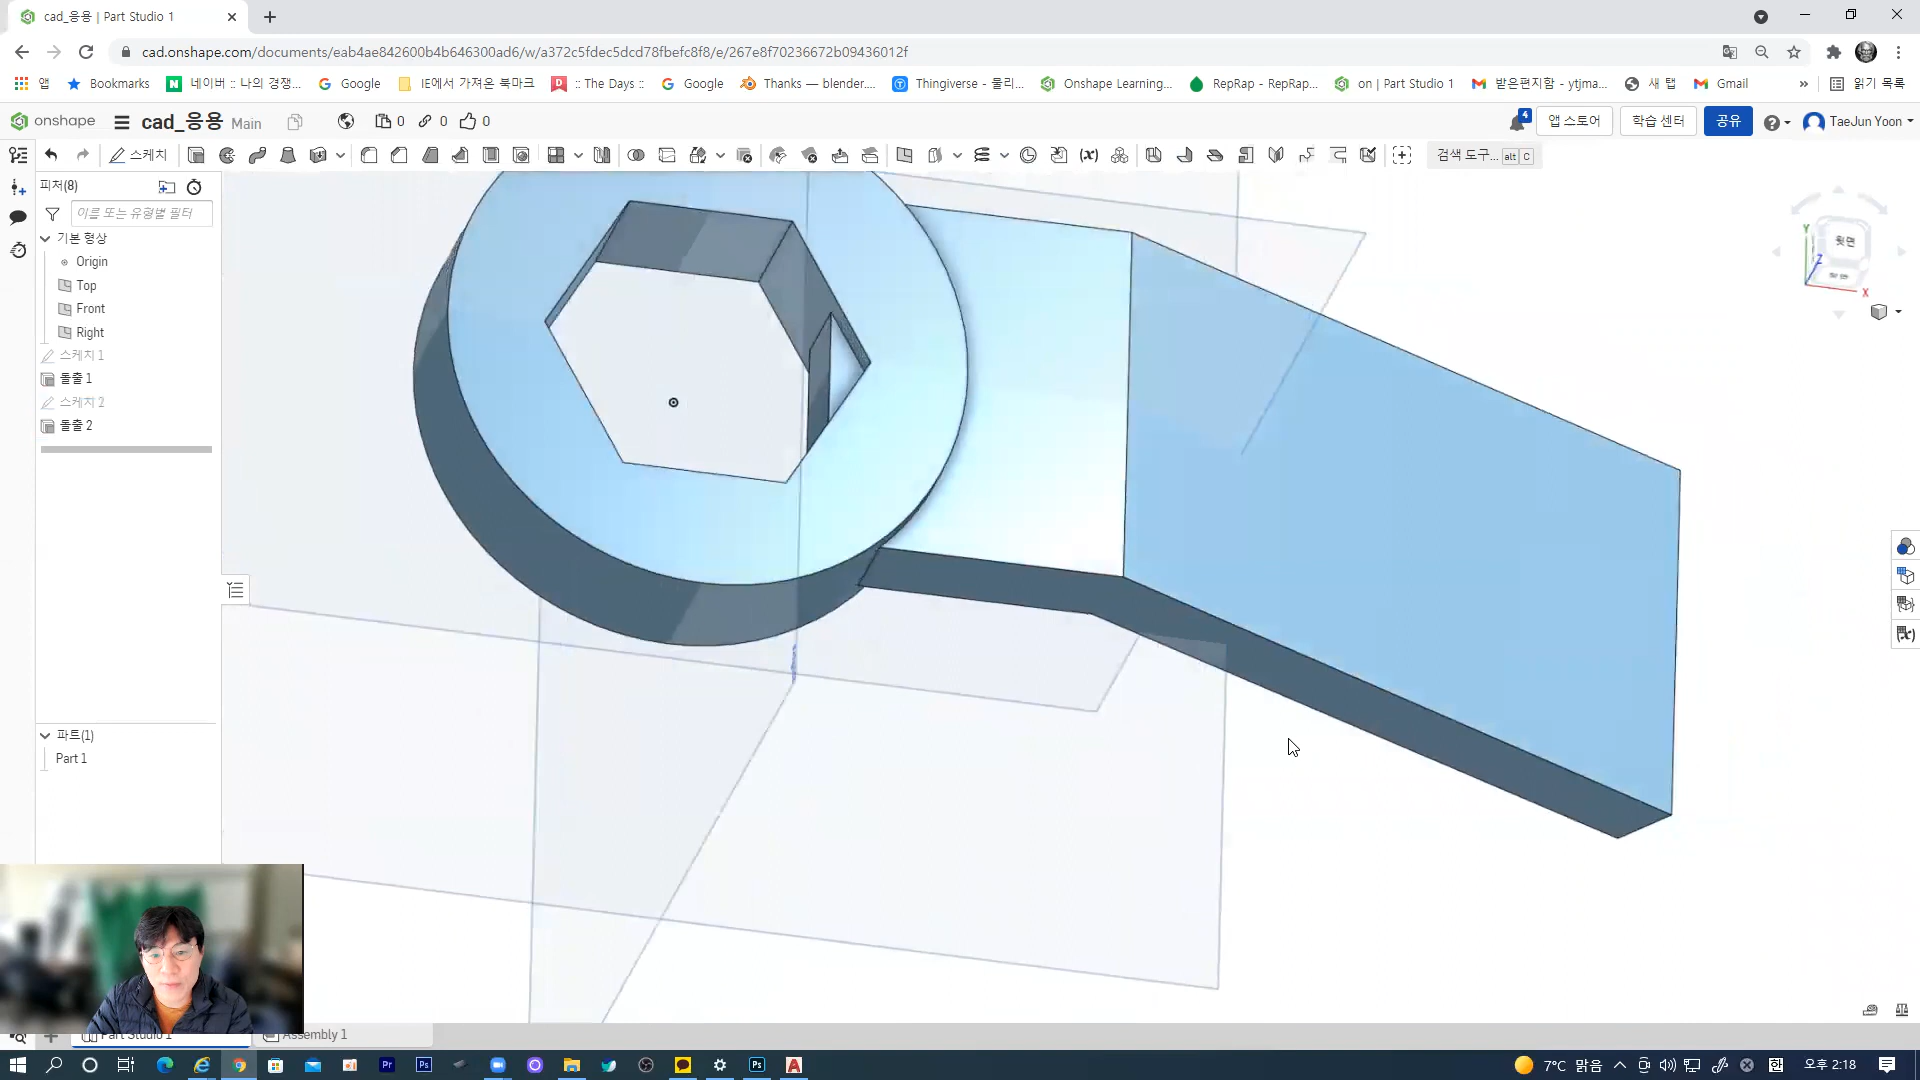 cad_응용 | Part Studio 1
cad.onshape.com/documents/eab4ae842600b4b646300ad6/w/a372c5fdec5dcd78fbefc8f8/e/267e8f70236672b09436012f
앱
Bookmarks
네이버 :: 나의 경쟁...
Google
IE에서 가져온 북마크
:: The Days ::
Google
Thanks — blender....
Thingiverse - 둘리...
Onshape Learning...
RepRap - RepRap...
on | Part Studio 1
받은편지함 - ytjma...
새 탭
Gmail
»
읽기 목록
onshape
cad_응용 Main
0
0
0
4
앱 스토어
학습 센터
공유
TaeJun Yoon
스케치
검색 도구... alt C
피처(8)
이름 또는 유형별 필터
기본 형상
Origin
Top
Front
Right
스케치 1
돌출 1
스케치 2
돌출 2
파트(1)
Part 1
Y
Z
X
윗면
Part Studio 1
Assembly 1
7°C 맑음
오후 2:18